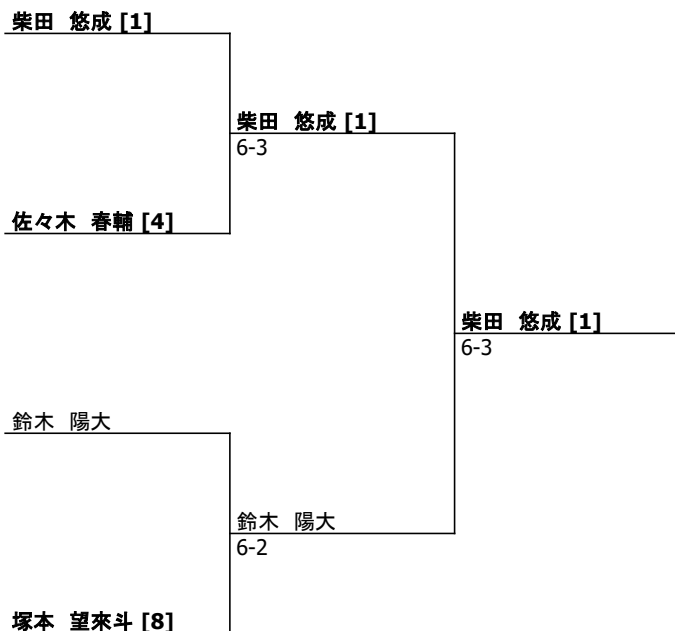 柴田　悠成 [1]
柴田　悠成 [1]
6-3
佐々木　春輔 [4]
柴田　悠成 [1]
6-3
鈴木　陽大
鈴木　陽大
6-2
塚本　望來斗 [8]